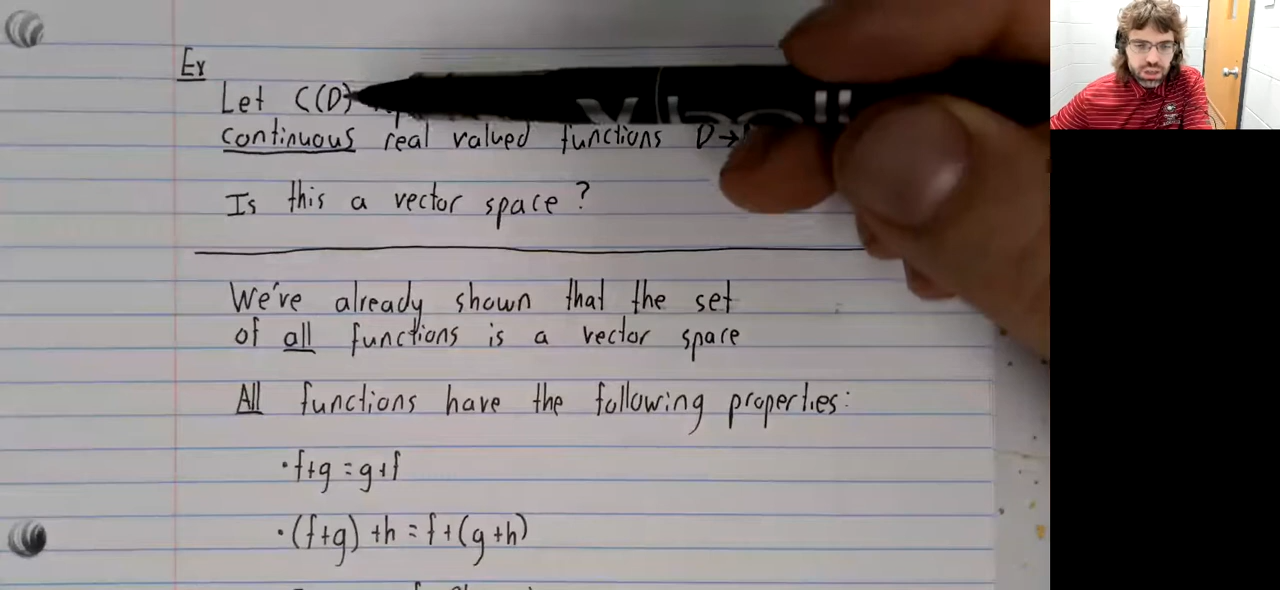 Ex
Let C(D)
continuous real valued functions D→
Is this a vector space?
We've already shown that the set
of all functions is a vector space
All functions have the following properties:
·f+g=g+f
·(f+g)+h=f+(g+h)